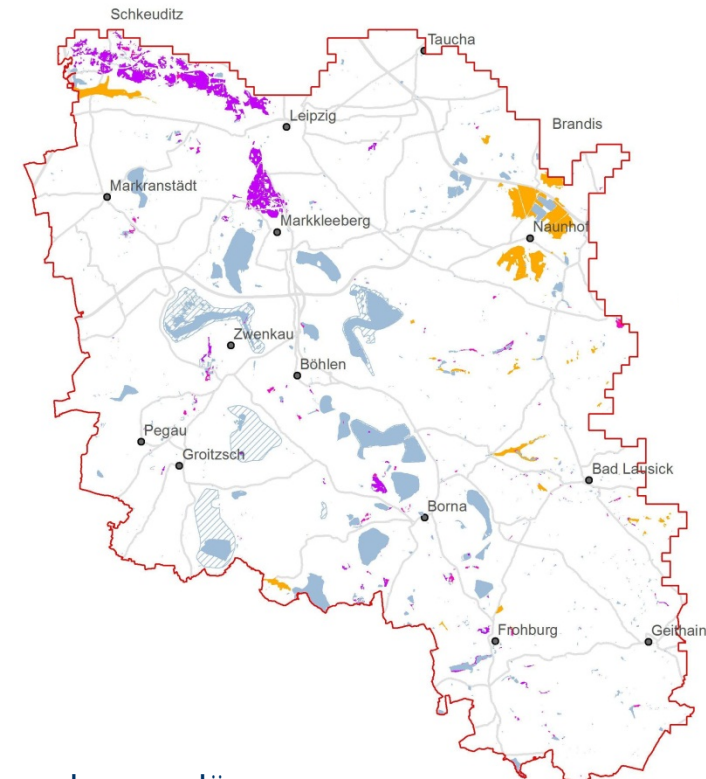 Schkeuditz
Taucha
Leipzig
Brandis
Markranstädt
Markkleeberg
Naunhof
Zwenkau
Böhlen
Pegau
Groitzsch
Bad Lausick
Borna
Frohburg
Geithain